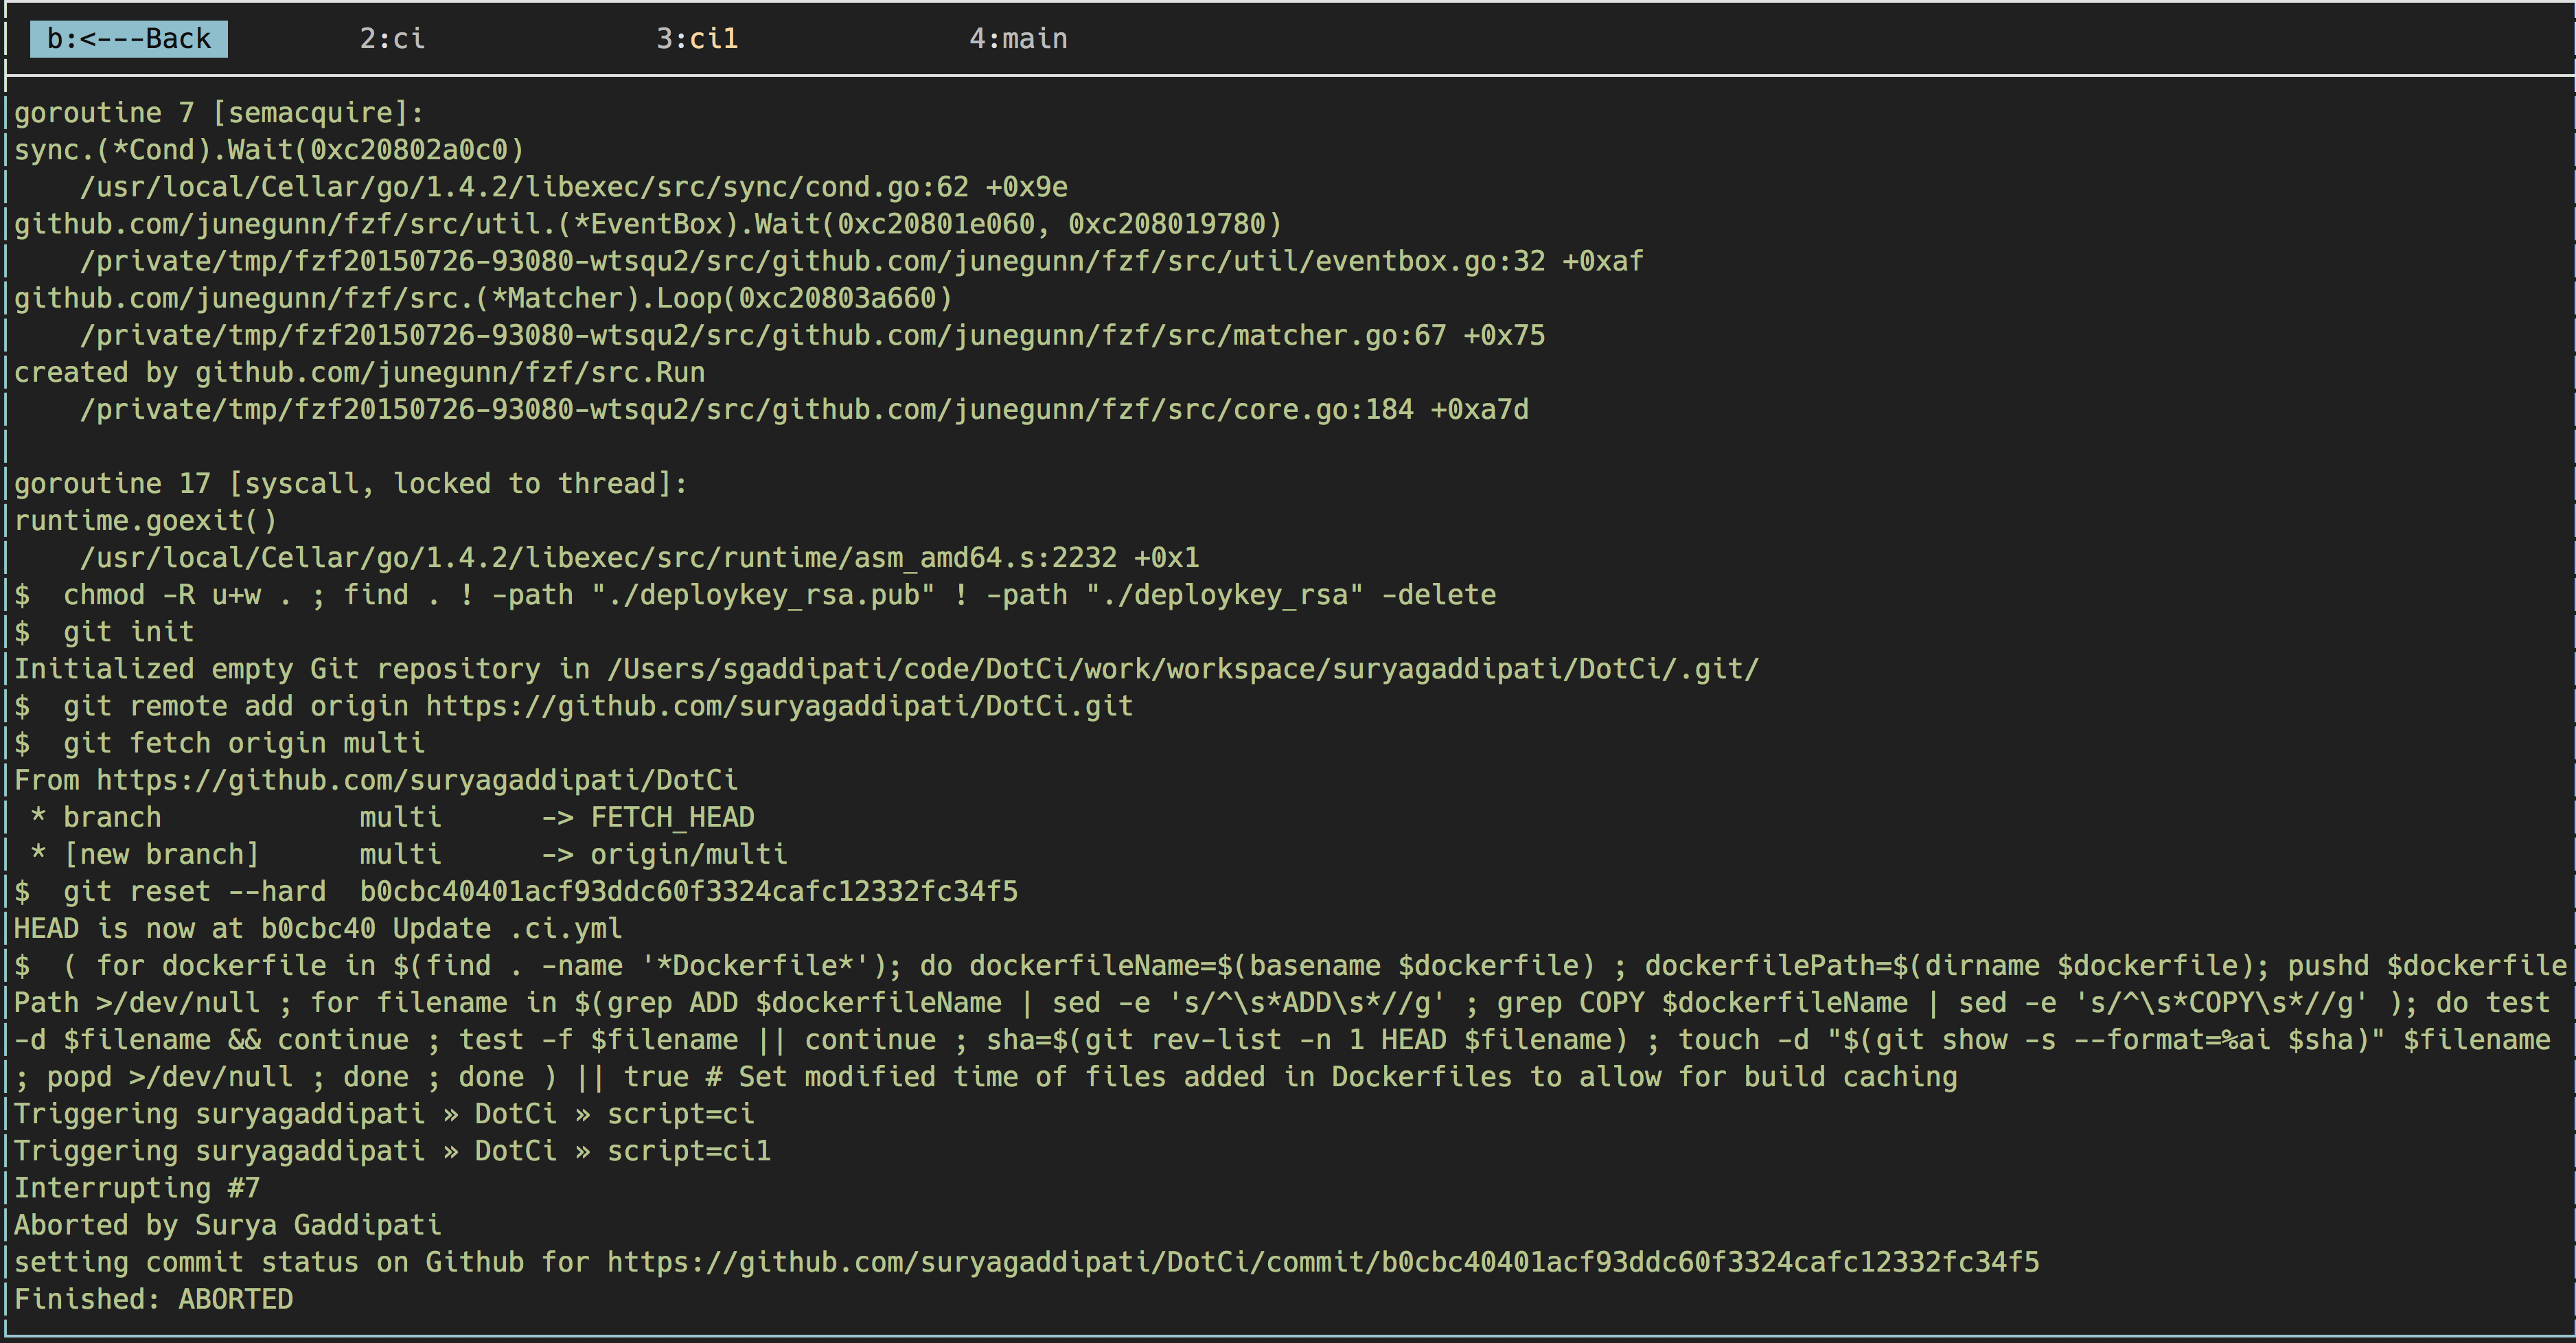 b:<---Back        2:ci              3:ci1              4:main
goroutine 7 [semacquire]:
sync.(*Cond).Wait(0xc20802a0c0)
    /usr/local/Cellar/go/1.4.2/libexec/src/sync/cond.go:62 +0x9e
github.com/junegunn/fzf/src/util.(*EventBox).Wait(0xc20801e060, 0xc208019780)
    /private/tmp/fzf20150726-93080-wtsqu2/src/github.com/junegunn/fzf/src/util/eventbox.go:32 +0xaf
github.com/junegunn/fzf/src.(*Matcher).Loop(0xc20803a660)
    /private/tmp/fzf20150726-93080-wtsqu2/src/github.com/junegunn/fzf/src/matcher.go:67 +0x75
created by github.com/junegunn/fzf/src.Run
    /private/tmp/fzf20150726-93080-wtsqu2/src/github.com/junegunn/fzf/src/core.go:184 +0xa7d

goroutine 17 [syscall, locked to thread]:
runtime.goexit()
    /usr/local/Cellar/go/1.4.2/libexec/src/runtime/asm_amd64.s:2232 +0x1
$  chmod -R u+w . ; find . ! -path "./deploykey_rsa.pub" ! -path "./deploykey_rsa" -delete
$  git init
Initialized empty Git repository in /Users/sgaddipati/code/DotCi/work/workspace/suryagaddipati/DotCi/.git/
$  git remote add origin https://github.com/suryagaddipati/DotCi.git
$  git fetch origin multi
From https://github.com/suryagaddipati/DotCi
 * branch            multi      -> FETCH_HEAD
 * [new branch]      multi      -> origin/multi
$  git reset --hard  b0cbc40401acf93ddc60f3324cafc12332fc34f5
HEAD is now at b0cbc40 Update .ci.yml
$  ( for dockerfile in $(find . -name '*Dockerfile*'); do dockerfileName=$(basename $dockerfile) ; dockerfilePath=$(dirname $dockerfile); pushd $dockerfile
Path >/dev/null ; for filename in $(grep ADD $dockerfileName | sed -e 's/^\s*ADD\s*//g' ; grep COPY $dockerfileName | sed -e 's/^\s*COPY\s*//g' ); do test
-d $filename && continue ; test -f $filename || continue ; sha=$(git rev-list -n 1 HEAD $filename) ; touch -d "$(git show -s --format=%ai $sha)" $filename
; popd >/dev/null ; done ; done ) || true # Set modified time of files added in Dockerfiles to allow for build caching
Triggering suryagaddipati » DotCi » script=ci
Triggering suryagaddipati » DotCi » script=ci1
Interrupting #7
Aborted by Surya Gaddipati
setting commit status on Github for https://github.com/suryagaddipati/DotCi/commit/b0cbc40401acf93ddc60f3324cafc12332fc34f5
Finished: ABORTED